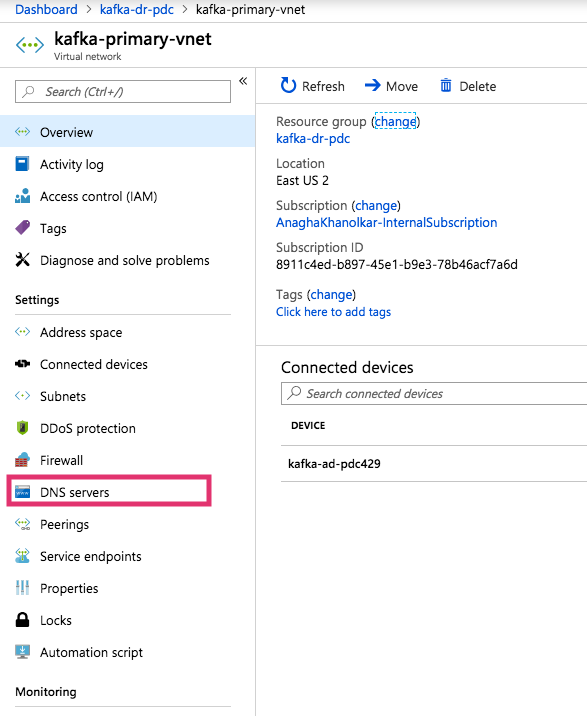 Dashboard > kafka-dr-pdc > kafka-primary-vnet
kafka-primary-vnet
Virtual network
Search (Ctrl+/)
«
Overview
Activity log
Access control (IAM)
Tags
Diagnose and solve problems
Settings
Address space
Connected devices
Subnets
DDoS protection
Firewall
DNS servers
Peerings
Service endpoints
Properties
Locks
Automation script
Monitoring
Refresh Move Delete
Resource group (change)
kafka-dr-pdc
Location
East US 2
Subscription (change)
AnaghaKhanolkar-InternalSubscription
Subscription ID
8911c4ed-b897-45e1-b9e3-78b46acf7a6d
Tags (change)
Click here to add tags
Connected devices
Search connected devices
DEVICE
kafka-ad-pdc429